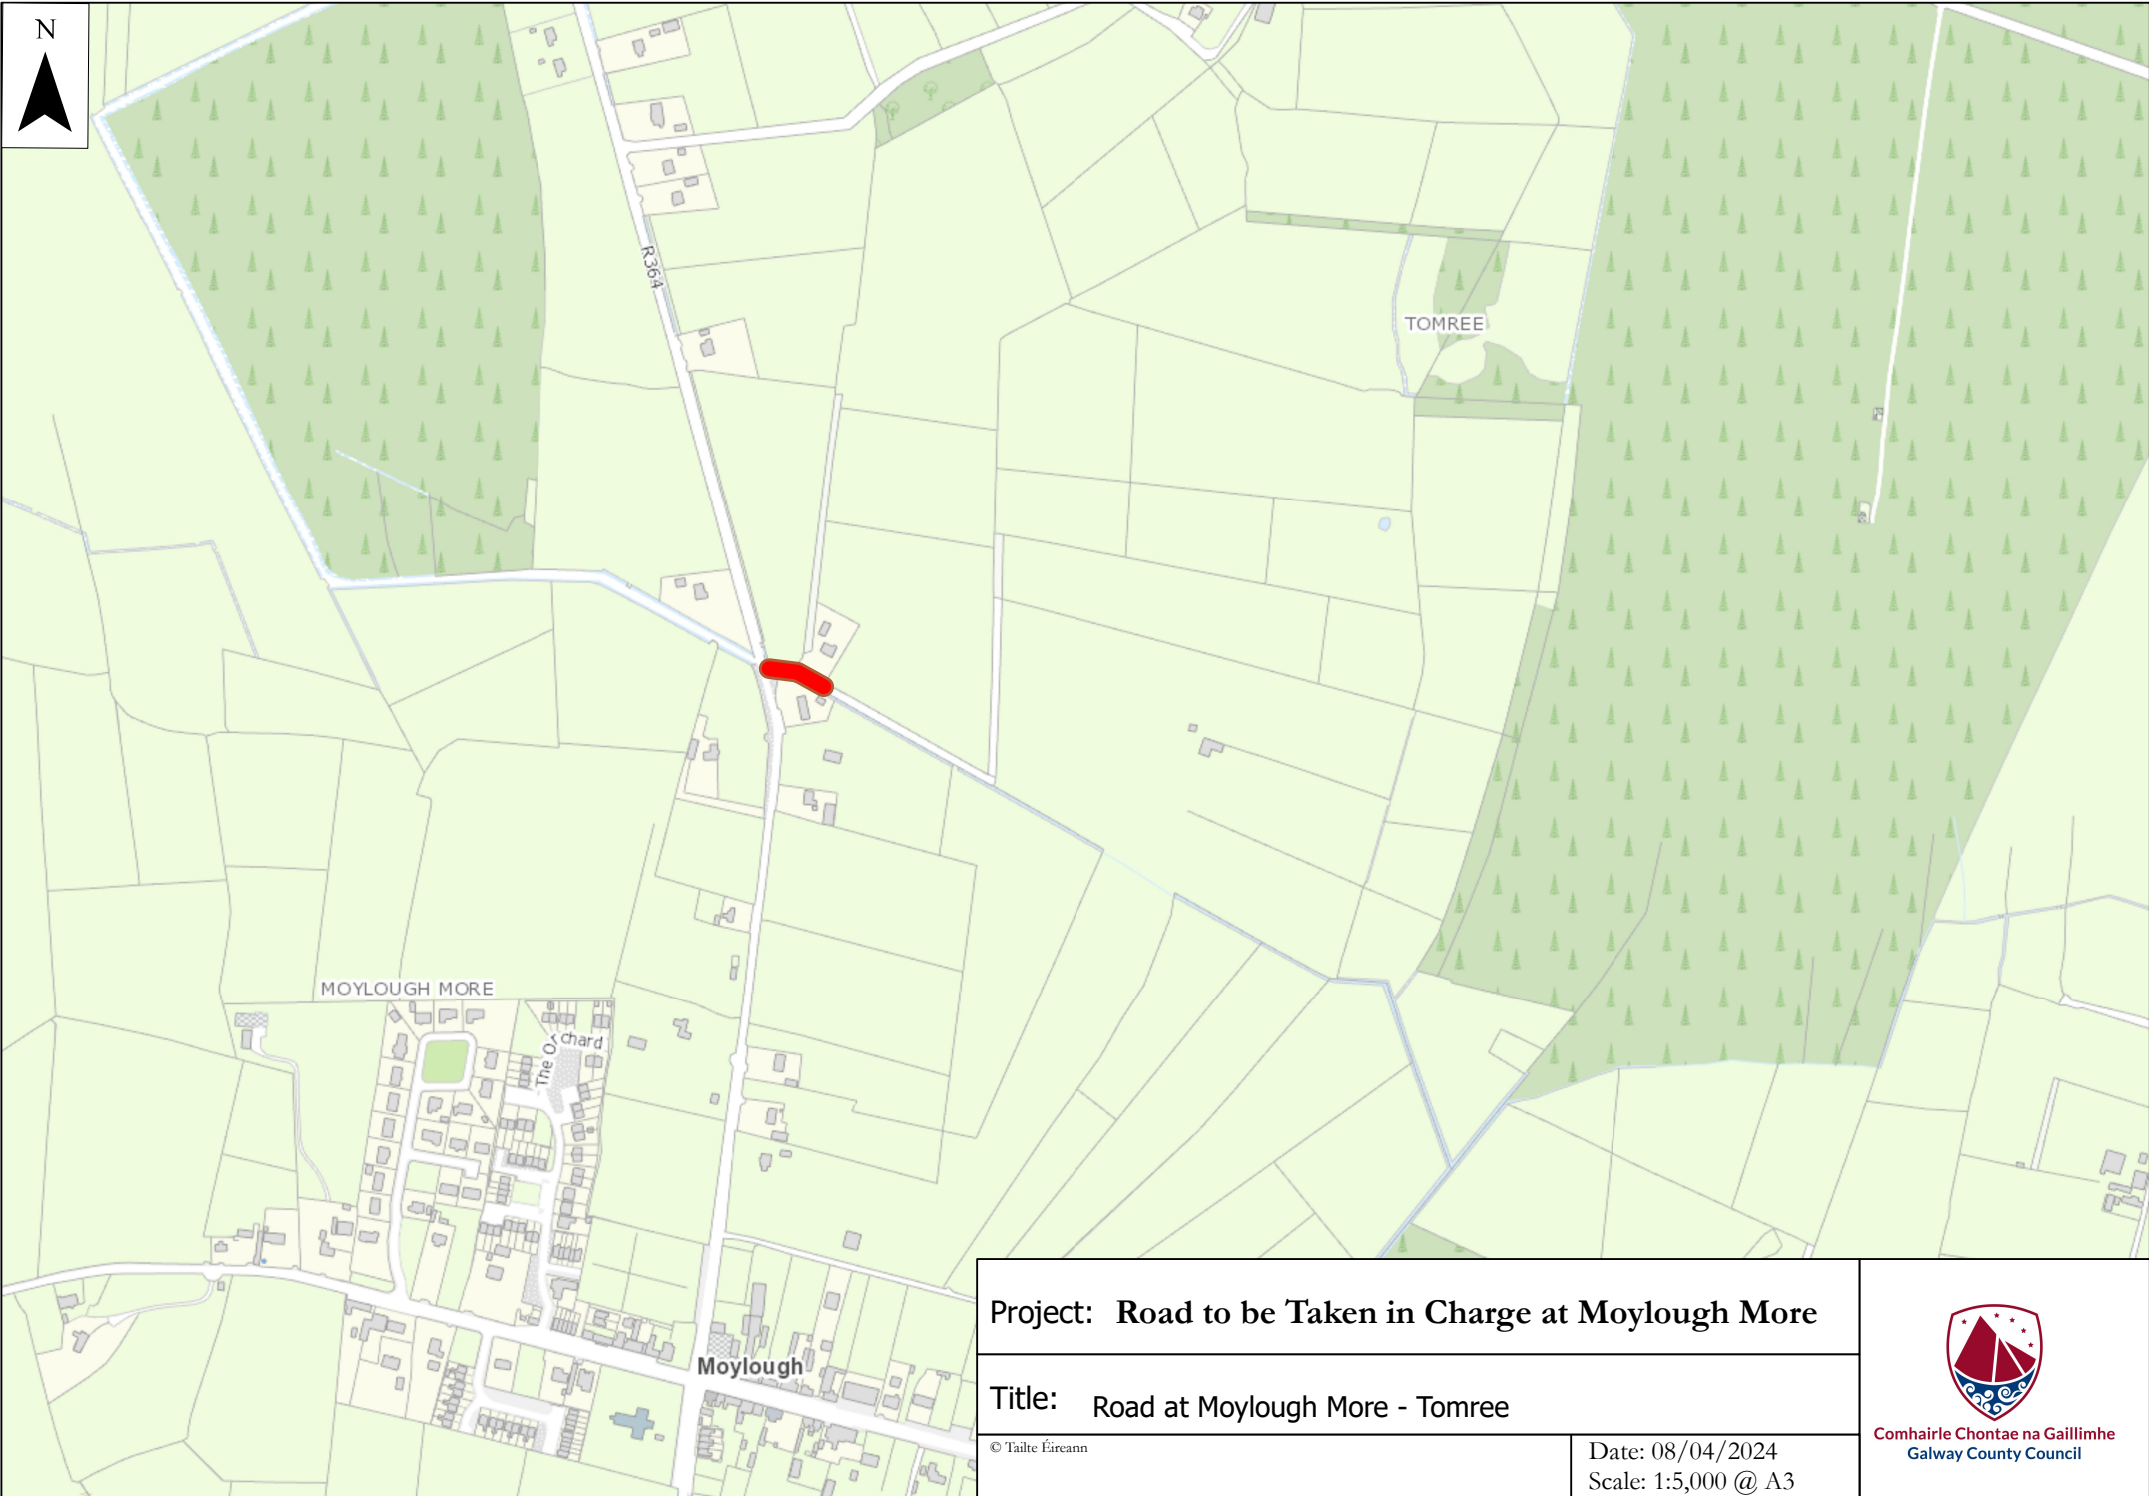 N
R364
TOMREE
MOYLOUGH MORE
The Orchard
Moylough
Project: Road to be Taken in Charge at Moylough More
Title: Road at Moylough More - Tomree
© Tailte Éireann
Date: 08/04/2024
Scale: 1:5,000 @ A3
Comhairle Chontae na Gaillimhe
Galway County Council